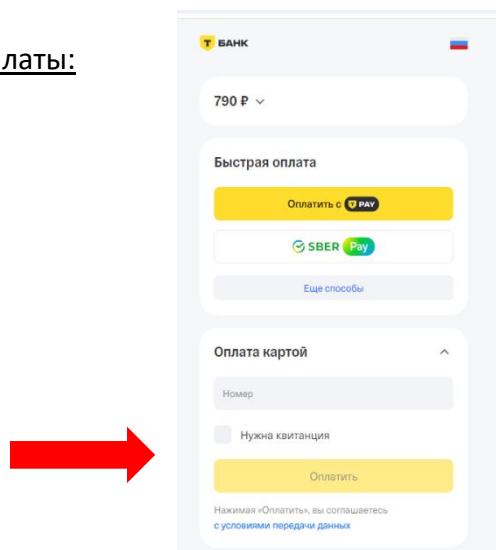 латы:
Т БАНК
790 ₽
Быстрая оплата
Оплатить с T PAY
SBER Pay
Еще способы
Оплата картой
Номер
Нужна квитанция
Оплатить
Нажимая «Оплатить», вы соглашаетесь
с условиями передачи данных